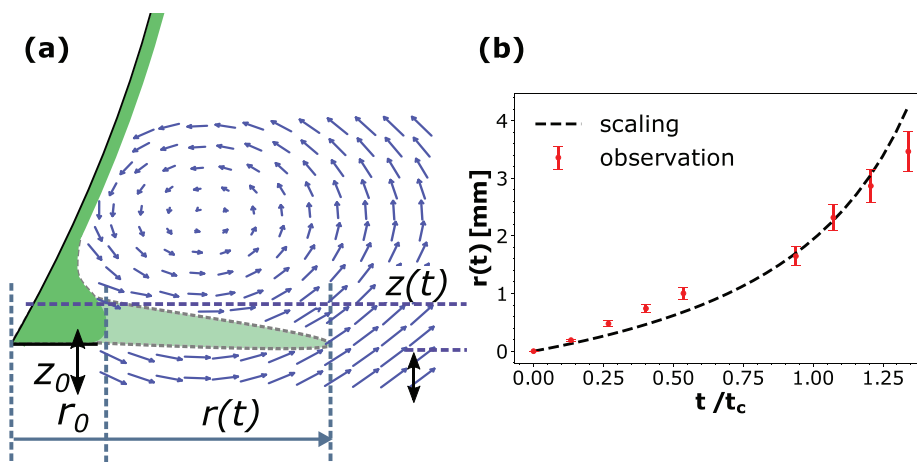 (a)
z(t)
z0
r0
r(t)
(b)
r(t) [mm]
4
3
2
1
0
scaling
observation
0.00
0.25
0.50
0.75
1.00
1.25
t /tc